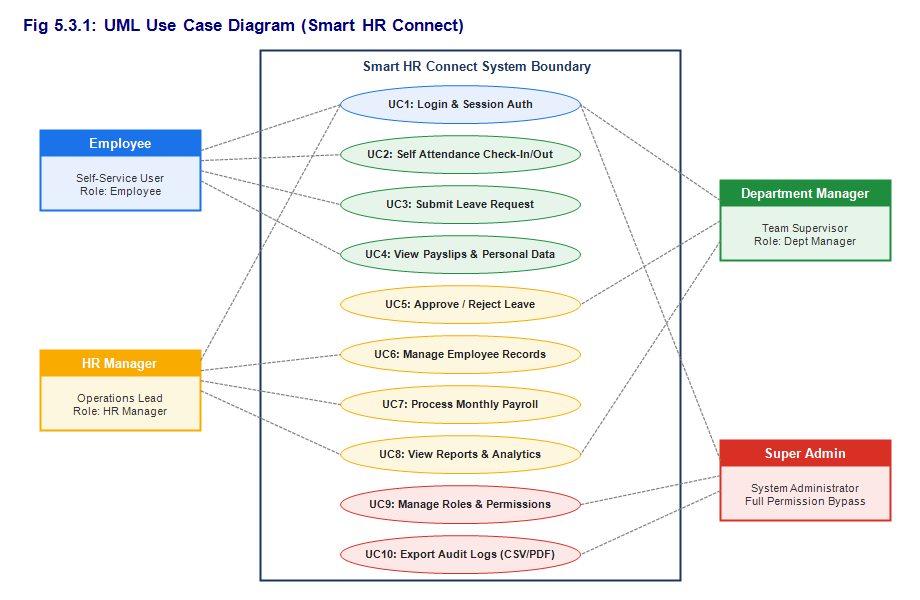 Fig 5.3.1: UML Use Case Diagram (Smart HR Connect)
Smart HR Connect System Boundary
UC1: Login & Session Auth
UC2: Self Attendance Check-In/Out
UC3: Submit Leave Request
UC4: View Payslips & Personal Data
UC5: Approve / Reject Leave
UC6: Manage Employee Records
UC7: Process Monthly Payroll
UC8: View Reports & Analytics
UC9: Manage Roles & Permissions
UC10: Export Audit Logs (CSV/PDF)
Employee
Self-Service User
Role: Employee
HR Manager
Operations Lead
Role: HR Manager
Department Manager
Team Supervisor
Role: Dept Manager
Super Admin
System Administrator
Full Permission Bypass